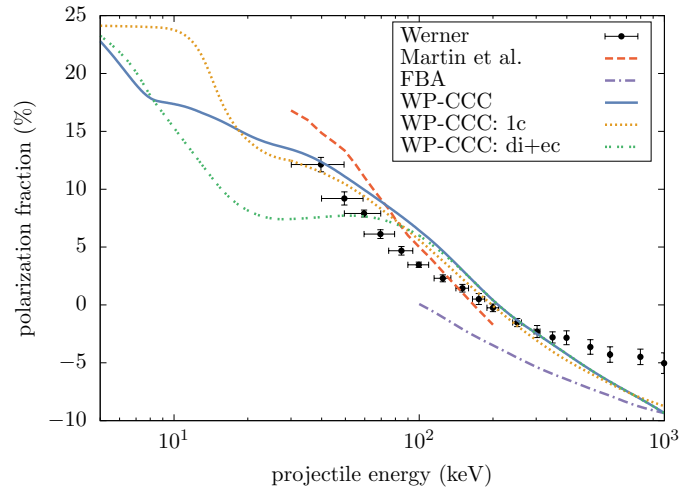 Werner
Martin et al.
FBA
WP-CCC
WP-CCC: 1c
WP-CCC: di+ec
25
20
15
10
5
0
−5
−10
10¹
10²
10³
polarization fraction (%)
projectile energy (keV)